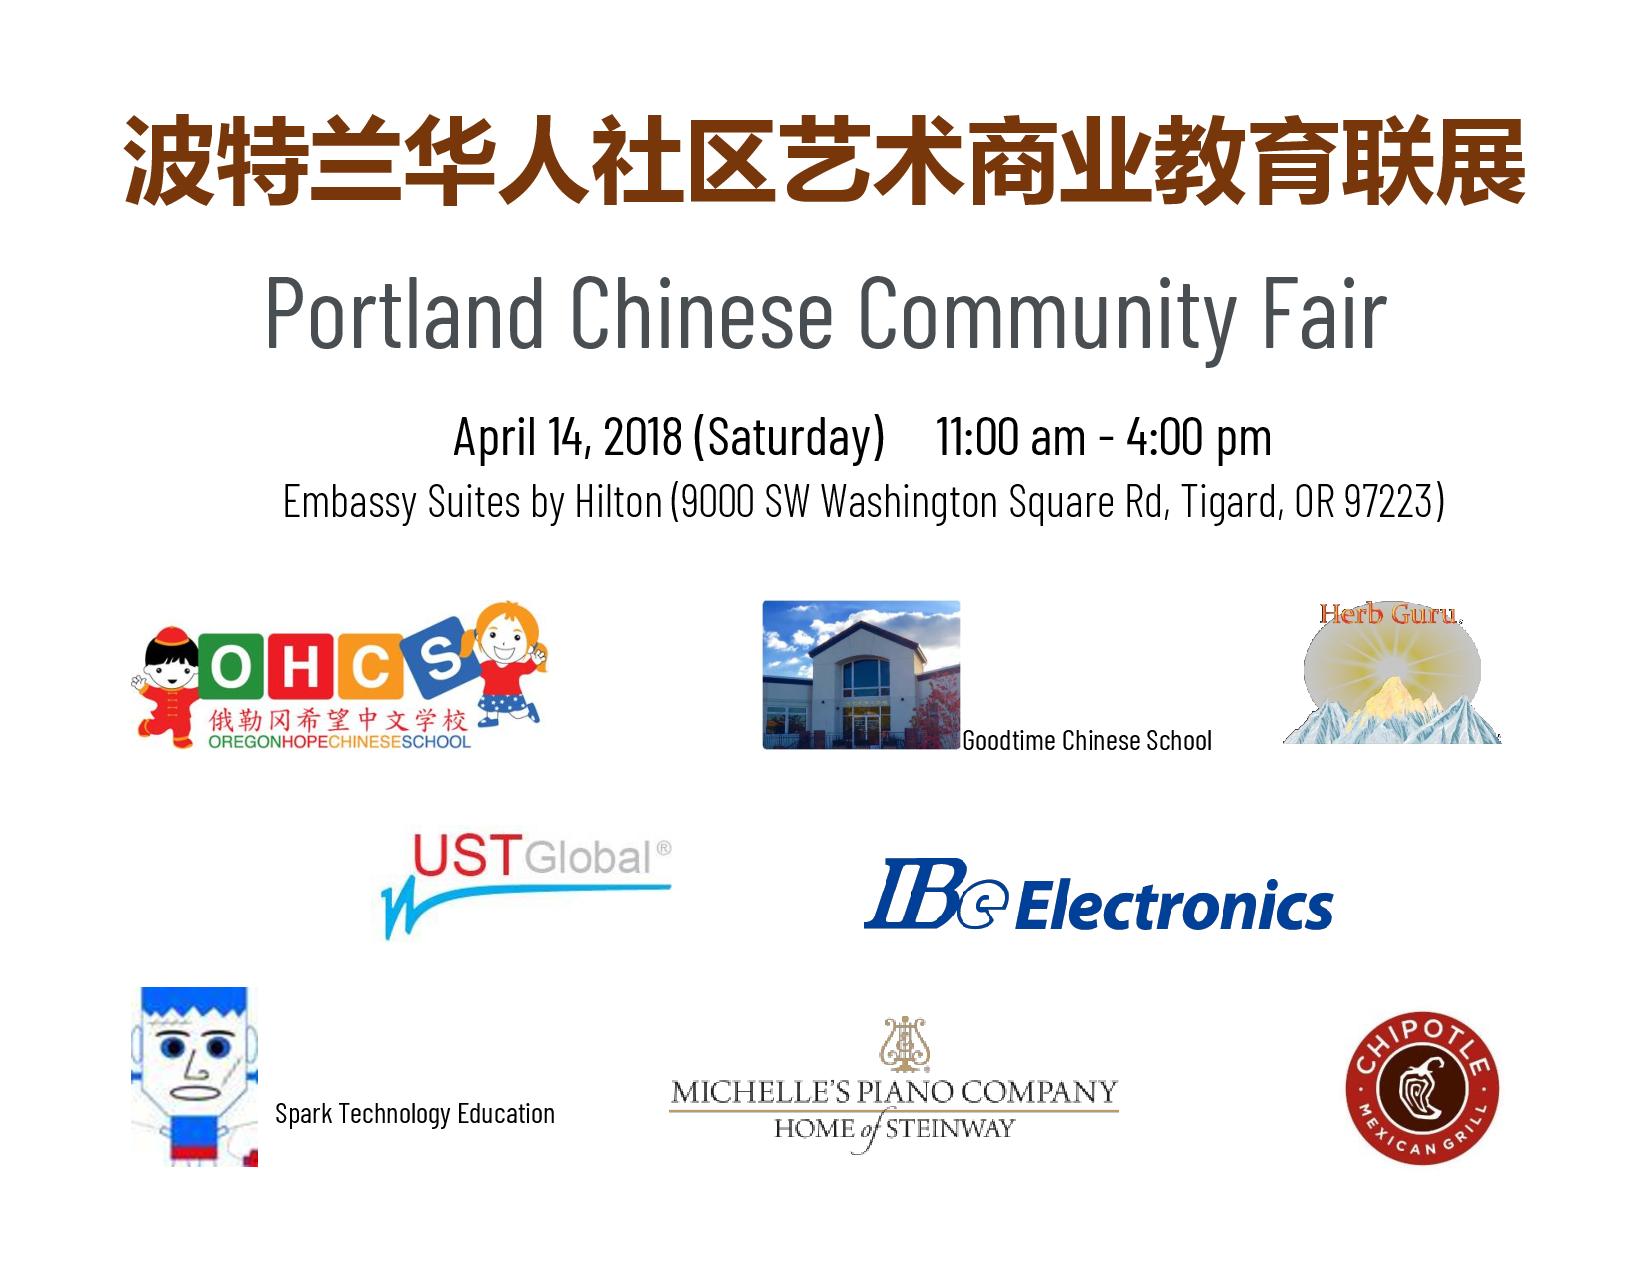 波特兰华人社区艺术商业教育联展
Portland Chinese Community Fair
April 14, 2018 (Saturday) 11:00 am - 4:00 pm
Embassy Suites by Hilton (9000 SW Washington Square Rd, Tigard, OR 97223)
OHCS
俄勒冈希望中文学校
OREGONHOPECHINESESCHOOL
Goodtime Chinese School
Herb Guru
UST Global®
IBe Electronics
Spark Technology Education
MICHELLE'S PIANO COMPANY
HOME of STEINWAY
CHIPOTLE
MEXICAN GRILL